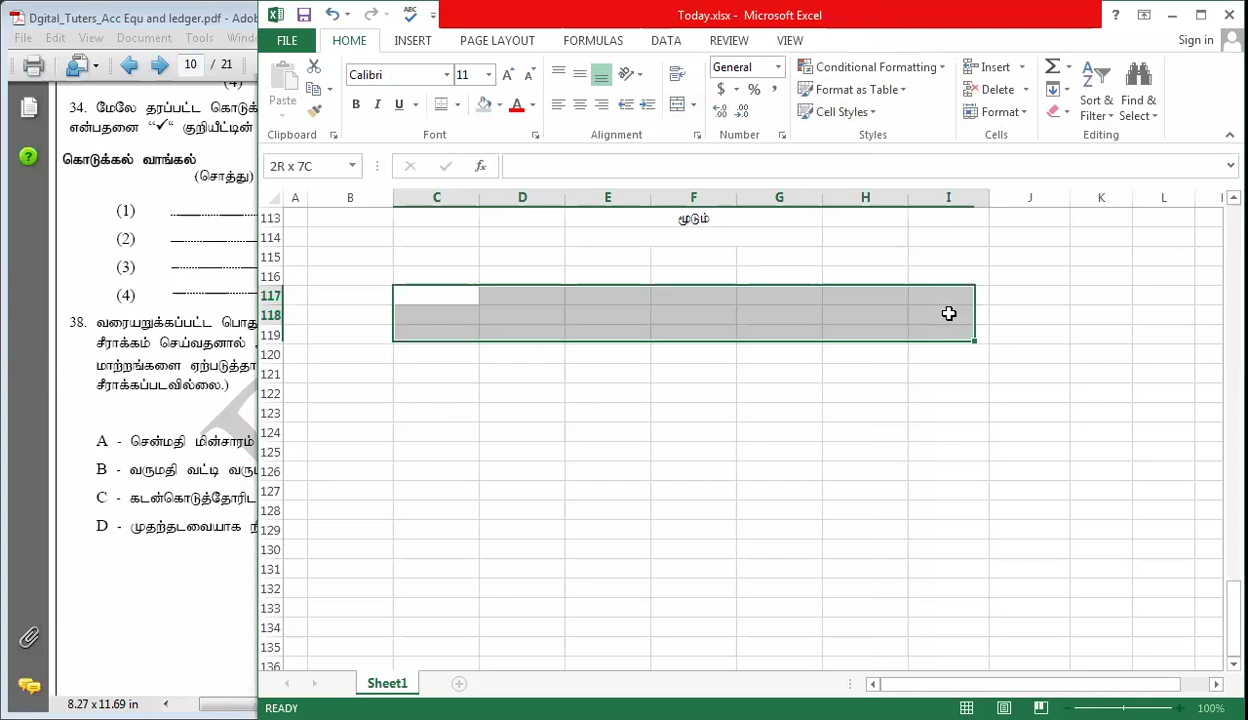 Dgital_Tuters_Acc Equ and ledger.pdf - Adob
File Edit View Document Tools Wind
10 / 21
(4)
34. மேலே தரப்பட்ட கொடுக்
என்பதனை “✓“ குறியீட்டின்
கொடுக்கல் வாங்கல்
(சொத்து)
(1)
(2)
(3)
(4)
38. வரையறுக்கப்பட்ட பொத
சீராக்கம் செய்வதனால்
மாற்றங்களை ஏற்படுத்தா
சீராக்கப்படவில்லை.)
A - சென்மதி மின்சாரம்
B - வருமதி வட்டி வரு
C - கடன்கொடுத்தோரிட
D - முதற்தடவையாக நி
8.27 x 11.69 in
Today.xlsx - Microsoft Excel
FILE HOME INSERT PAGE LAYOUT FORMULAS DATA REVIEW VIEW Sign in
Paste Calibri 11 General Conditional Formatting Insert
B I U A $ % , Format as Table Delete Sort & Find &
Cell Styles Format Filter Select
Clipboard Font Alignment Number Styles Cells Editing
2R x 7C fx
A B C D E F G H I J K L
113 மூடும்
114
115
116
117
118
119
120
121
122
123
124
125
126
127
128
129
130
131
132
133
134
135
136
Sheet1
READY 100%